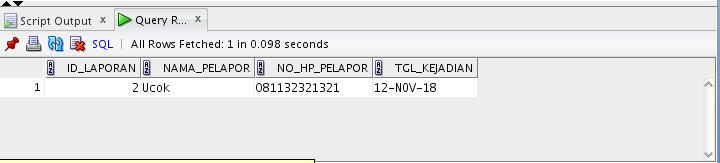 Script Output x Query R... x
SQL All Rows Fetched: 1 in 0.098 seconds
ID_LAPORAN NAMA_PELAPOR NO_HP_PELAPOR TGL_KEJADIAN
1 2 Ucok 081132321321 12-NOV-18